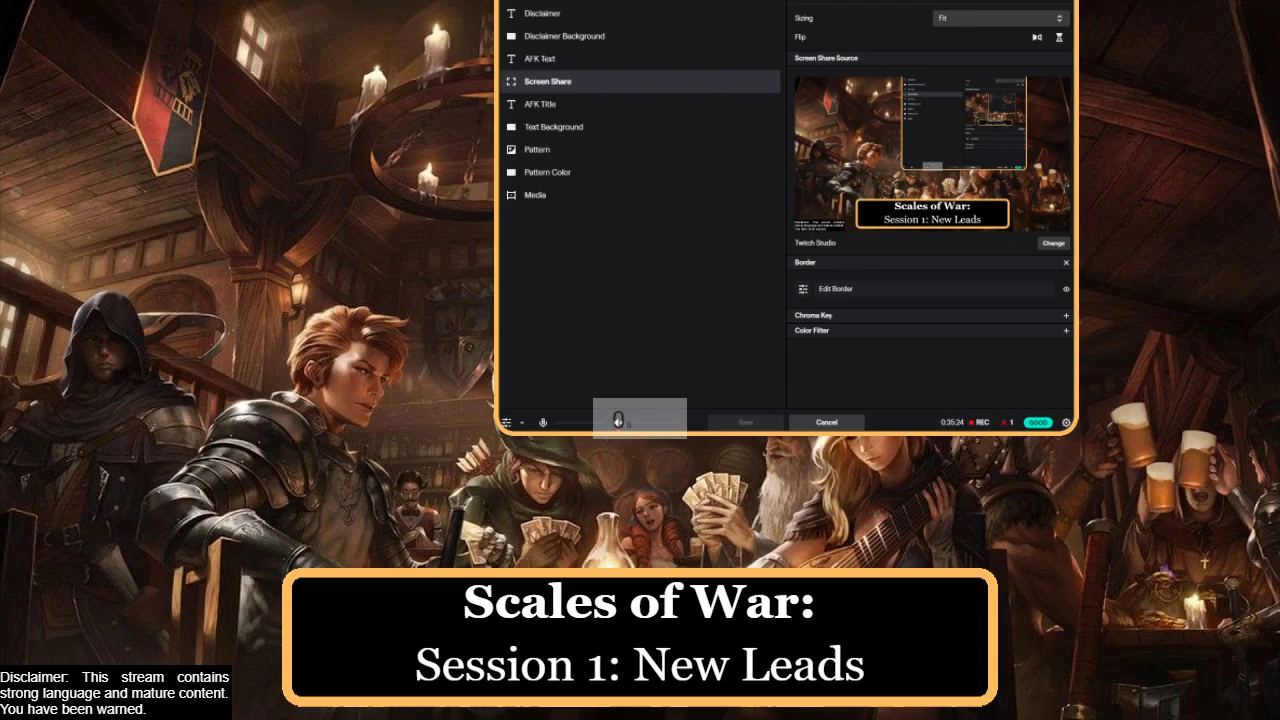 Disclaimer
Disclaimer Background
AFK Text
Screen Share
AFK Title
Text Background
Pattern
Pattern Color
Media
Sizing
Fit
Flip
Screen Share Source
Scales of War:
Session 1: New Leads
Twitch Studio
Change
Border
Edit Border
Chroma Key
Color Filter
Save
Cancel
0:35:24
REC
1
GOOD
Scales of War:
Session 1: New Leads
Disclaimer: This stream contains
strong language and mature content.
You have been warned.